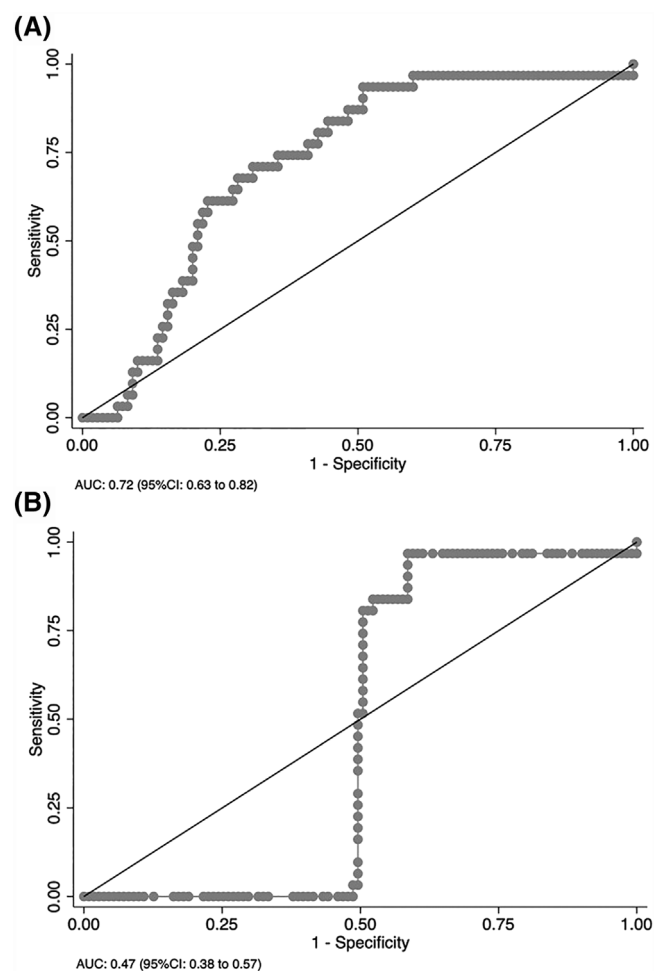 (A)
1.00
0.75
0.50
0.25
0.00
Sensitivity
0.00 0.25 0.50 0.75 1.00
1 - Specificity
AUC: 0.72 (95%CI: 0.63 to 0.82)
(B)
1.00
0.75
0.50
0.25
0.00
Sensitivity
0.00 0.25 0.50 0.75 1.00
1 - Specificity
AUC: 0.47 (95%CI: 0.38 to 0.57)